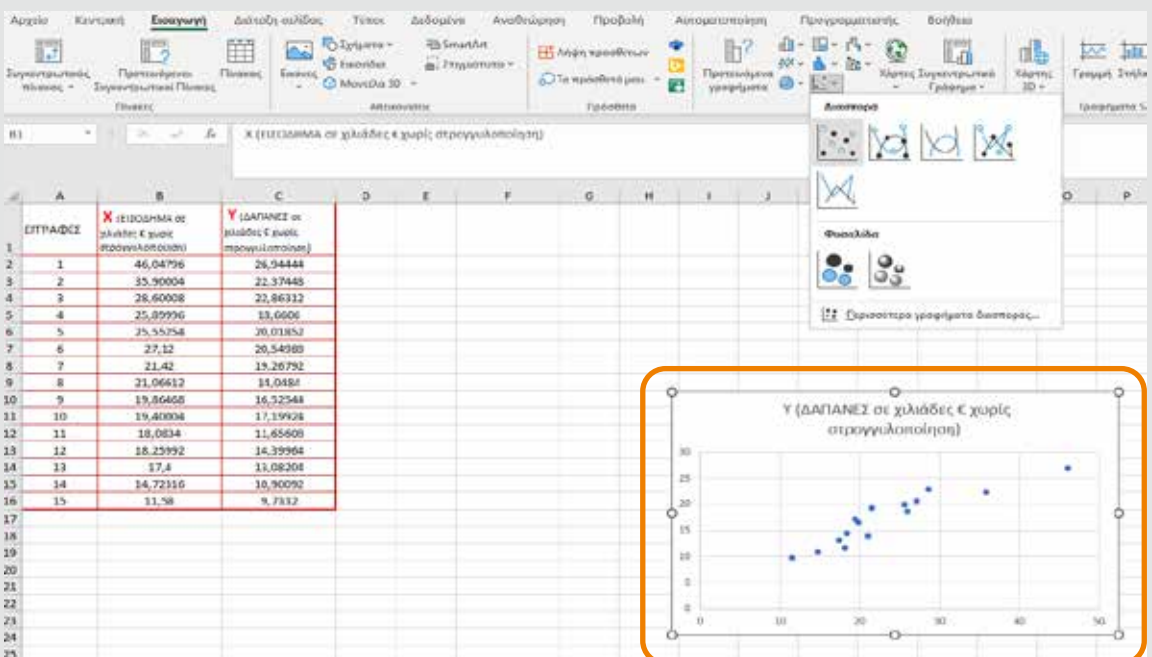 Αρχείο Κεντρική Εισαγωγή Διάταξη σελίδας Τύποι Δεδομένα Αναθεώρηση Προβολή Αυτοματοποίηση Προγραμματιστής Βοήθεια
Συγκεντρωτικός πίνακας
Προτεινόμενοι Συγκεντρωτικοί Πίνακες
Πίνακας
Εικόνες
Σχήματα
Εικονίδια
Μοντέλα 3D
SmartArt
Στιγμιότυπο
Λήψη προσθέτων
Τα πρόσθετά μου
Προτεινόμενα γραφήματα
Χάρτες
Συγκεντρωτικό Γράφημα
Χάρτης 3D
Γραμμή
Πίνακες
Απεικονίσεις
Πρόσθετα
B1
fx
X (ΕΙΣΟΔΗΜΑ σε χιλιάδες € χωρίς στρογγυλοποίηση)
Διασπορά
Φυσαλίδα
Περισσότερα γραφήματα διασποράς...
A B C D E F G H I J O P
1 ΕΓΓΡΑΦΕΣ X (ΕΙΣΟΔΗΜΑ σε χιλιάδες € χωρίς στρογγυλοποίηση) Y (ΔΑΠΑΝΕΣ σε χιλιάδες € χωρίς στρογγυλοποίηση)
2 1 46,04796 26,94444
3 2 35,90004 22,37448
4 3 28,60008 22,86312
5 4 25,89996 18,6606
6 5 25,55254 20,01852
7 6 27,12 20,54988
8 7 21,42 19,26792
9 8 21,06612 14,0484
10 9 19,86468 16,52544
11 10 19,40004 17,19924
12 11 18,0834 11,65608
13 12 18,25992 14,39964
14 13 17,4 13,08204
15 14 14,72316 10,90092
16 15 11,58 9,7332
17
18
19
20
21
22
23
24
25
Y (ΔΑΠΑΝΕΣ σε χιλιάδες € χωρίς
στρογγυλοποίηση)
30
25
20
15
10
5
0
0 10 20 30 40 50